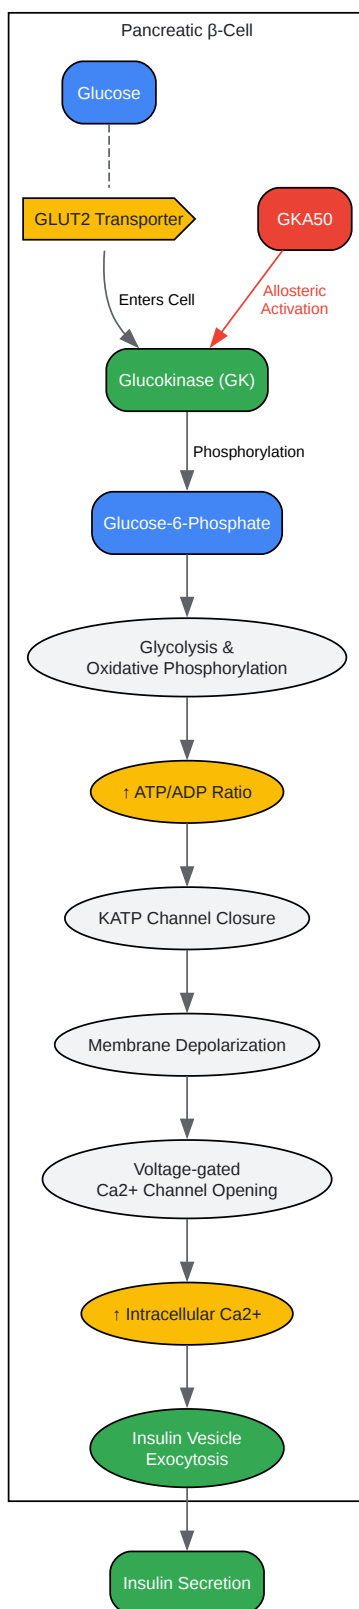 Pancreatic β-Cell
Glucose
GLUT2 Transporter
GKA50
Enters Cell
Allosteric
Activation
Glucokinase (GK)
Phosphorylation
Glucose-6-Phosphate
Glycolysis &
Oxidative Phosphorylation
↑ ATP/ADP Ratio
KATP Channel Closure
Membrane Depolarization
Voltage-gated
Ca2+ Channel Opening
↑ Intracellular Ca2+
Insulin Vesicle
Exocytosis
Insulin Secretion